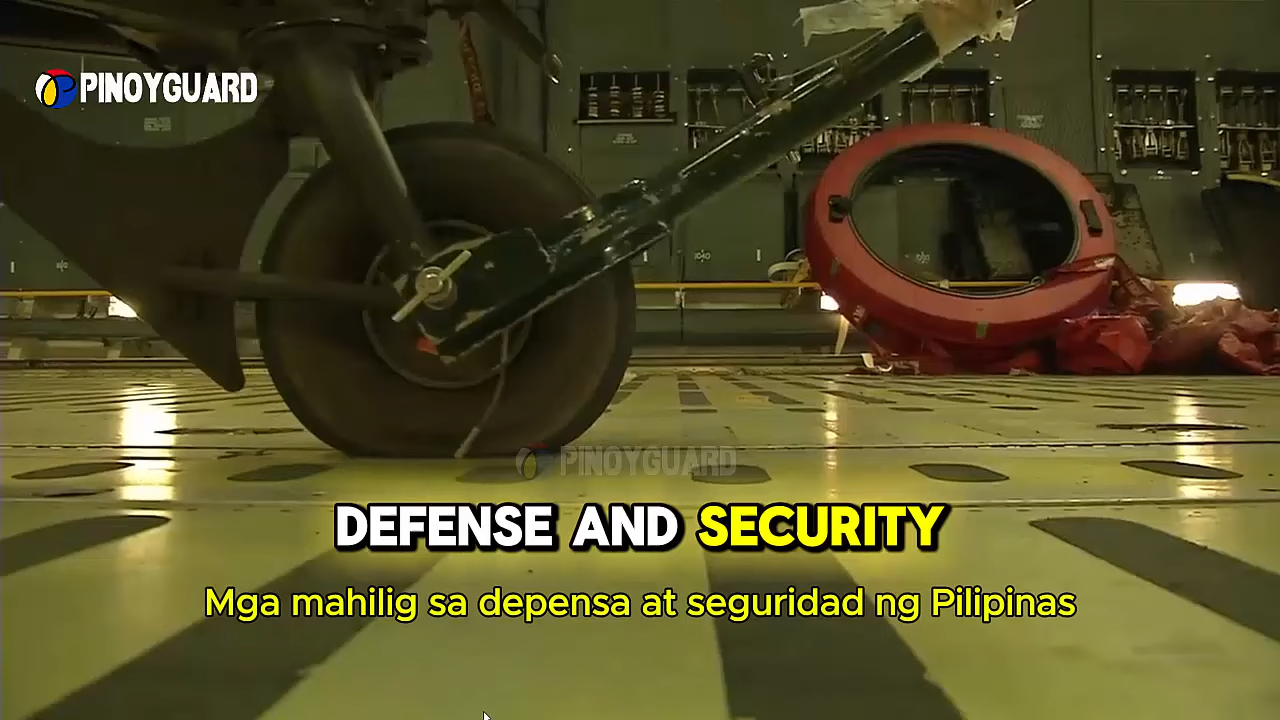 PINOYGUARD
PINOYGUARD
DEFENSE AND SECURITY
Mga mahilig sa depensa at seguridad ng Pilipinas